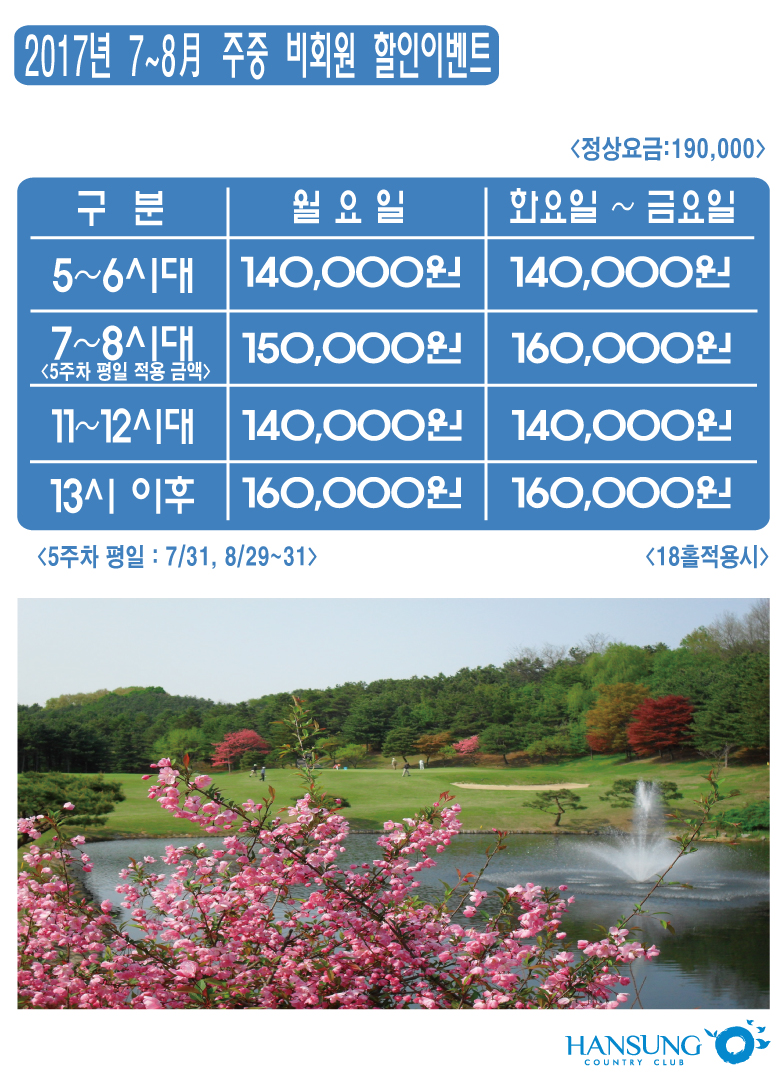 2017년 7~8月 주중 비회원 할인이벤트
<정상요금:190,000>
구 분 월 요 일 화요일 ~ 금요일
5~6시대 140,000원 140,000원
7~8시대 150,000원 160,000원
<5주차 평일 적용 금액>
11~12시대 140,000원 140,000원
13시 이후 160,000원 160,000원
<5주차 평일 : 7/31, 8/29~31> <18홀적용시>
HANSUNG
COUNTRY CLUB